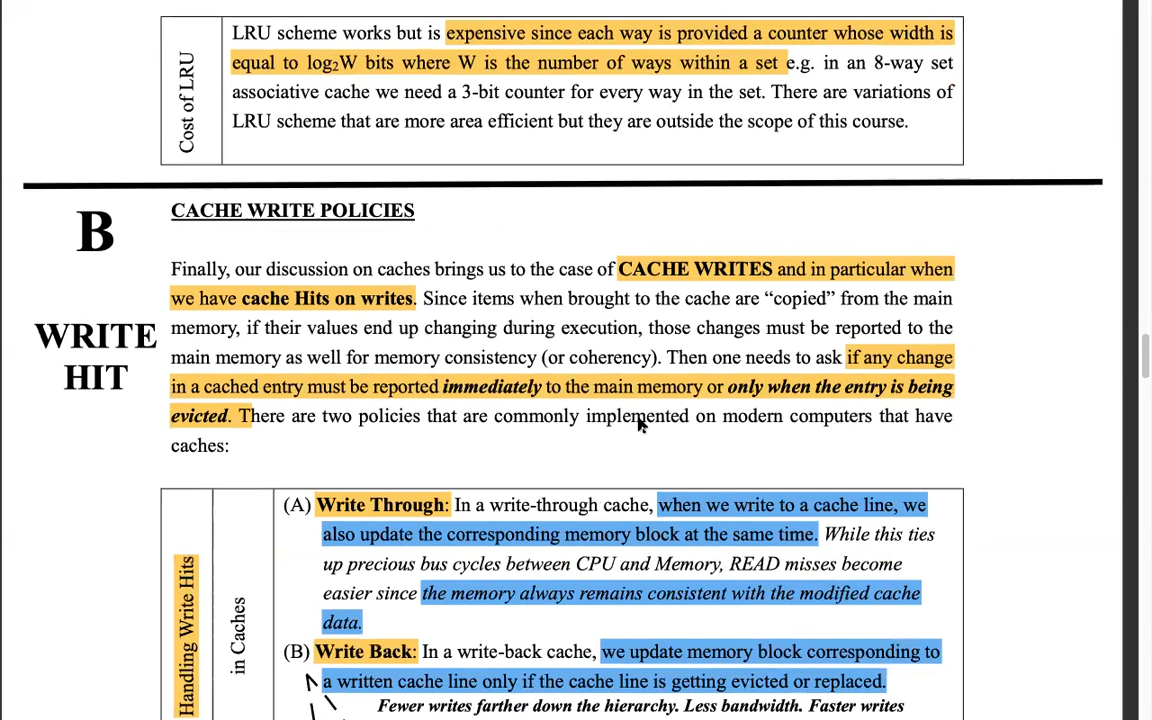 LRU scheme works but is expensive since each way is provided a counter whose width is
equal to log₂W bits where W is the number of ways within a set e.g. in an 8-way set
associative cache we need a 3-bit counter for every way in the set. There are variations of
LRU scheme that are more area efficient but they are outside the scope of this course.
Cost of LRU
B
WRITE
HIT
CACHE WRITE POLICIES
Finally, our discussion on caches brings us to the case of CACHE WRITES and in particular when
we have cache Hits on writes. Since items when brought to the cache are “copied” from the main
memory, if their values end up changing during execution, those changes must be reported to the
main memory as well for memory consistency (or coherency). Then one needs to ask if any change
in a cached entry must be reported immediately to the main memory or only when the entry is being
evicted. There are two policies that are commonly implemented on modern computers that have
caches:
Handling Write Hits
in Caches
(A) Write Through: In a write-through cache, when we write to a cache line, we
also update the corresponding memory block at the same time. While this ties
up precious bus cycles between CPU and Memory, READ misses become
easier since the memory always remains consistent with the modified cache
data.
(B) Write Back: In a write-back cache, we update memory block corresponding to
a written cache line only if the cache line is getting evicted or replaced.
Fewer writes farther down the hierarchy. Less bandwidth. Faster writes